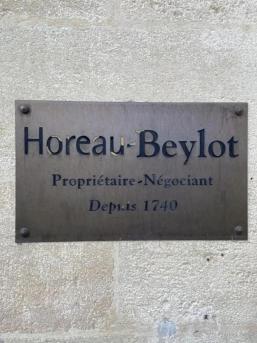 Horeau-Beylot
Propriétaire-Négociant
Depuis 1740